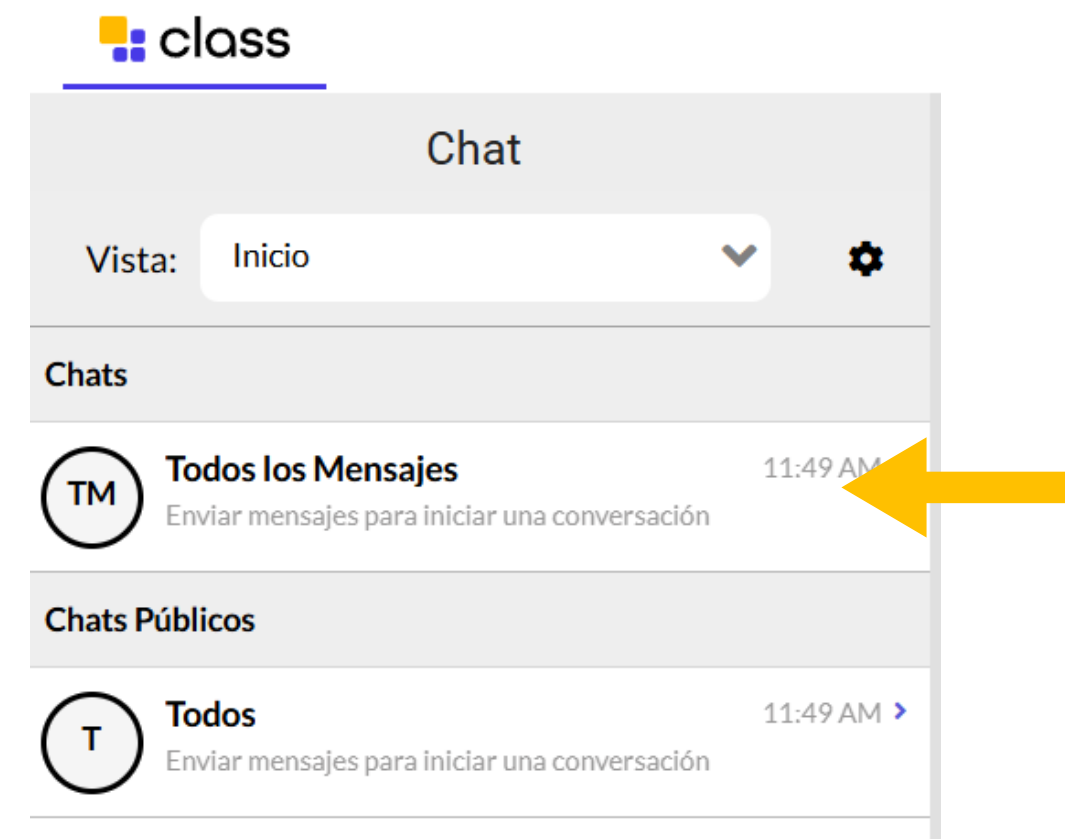 class
Chat
Vista: Inicio
Chats
TM Todos los Mensajes 11:49 AM
Enviar mensajes para iniciar una conversación
Chats Públicos
T Todos 11:49 AM
Enviar mensajes para iniciar una conversación